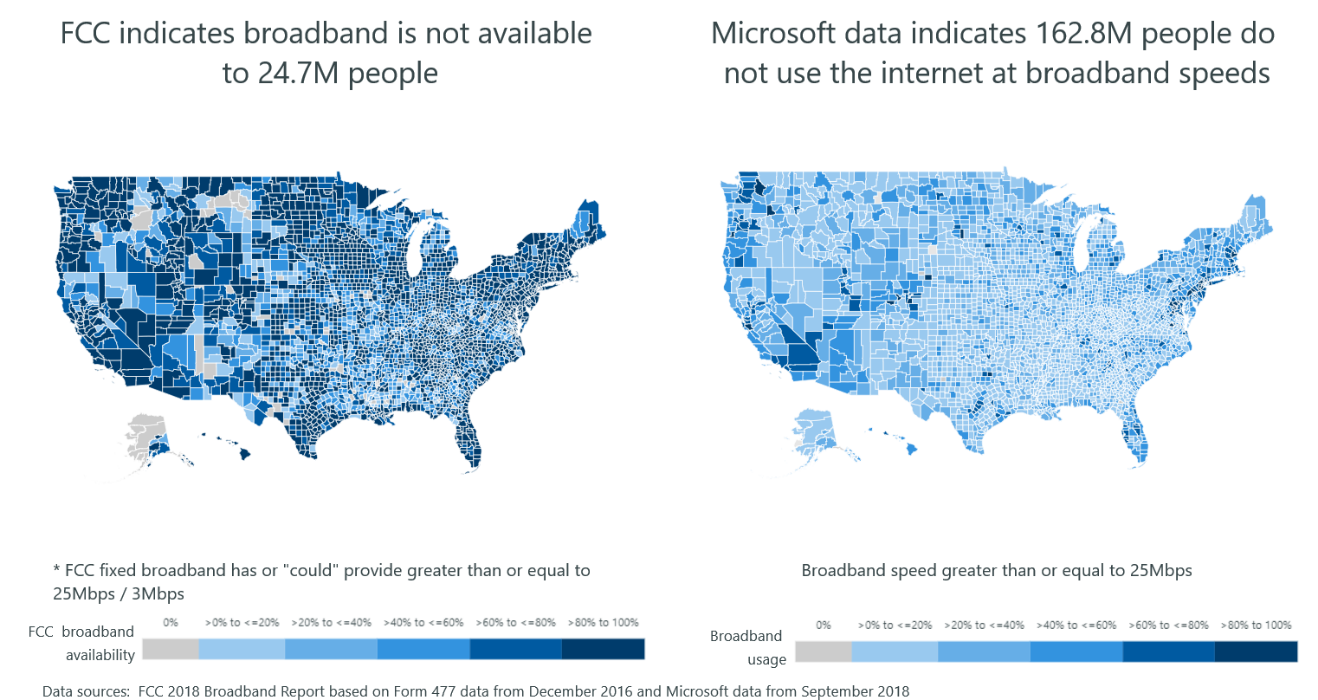 FCC indicates broadband is not available
to 24.7M people
Microsoft data indicates 162.8M people do
not use the internet at broadband speeds
* FCC fixed broadband has or "could" provide greater than or equal to
25Mbps / 3Mbps
Broadband speed greater than or equal to 25Mbps
FCC broadband
availability
0% >0% to <=20% >20% to <=40% >40% to <=60% >60% to <=80% >80% to 100%
Broadband
usage
0% >0% to <=20% >20% to <=40% >40% to <=60% >60% to <=80% >80% to 100%
Data sources: FCC 2018 Broadband Report based on Form 477 data from December 2016 and Microsoft data from September 2018